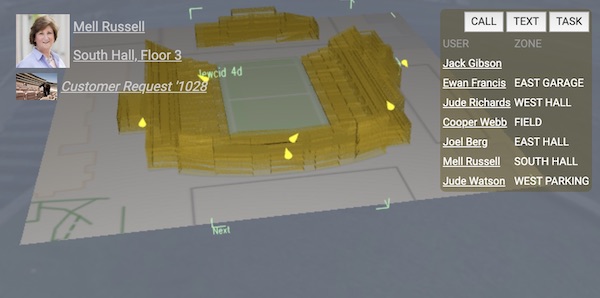 Mell Russell
South Hall, Floor 3
Customer Request '1028
Jewcid 4d
Next
CALL TEXT TASK
USER ZONE
Jack Gibson
Ewan Francis EAST GARAGE
Jude Richards WEST HALL
Cooper Webb FIELD
Joel Berg EAST HALL
Mell Russell SOUTH HALL
Jude Watson WEST PARKING